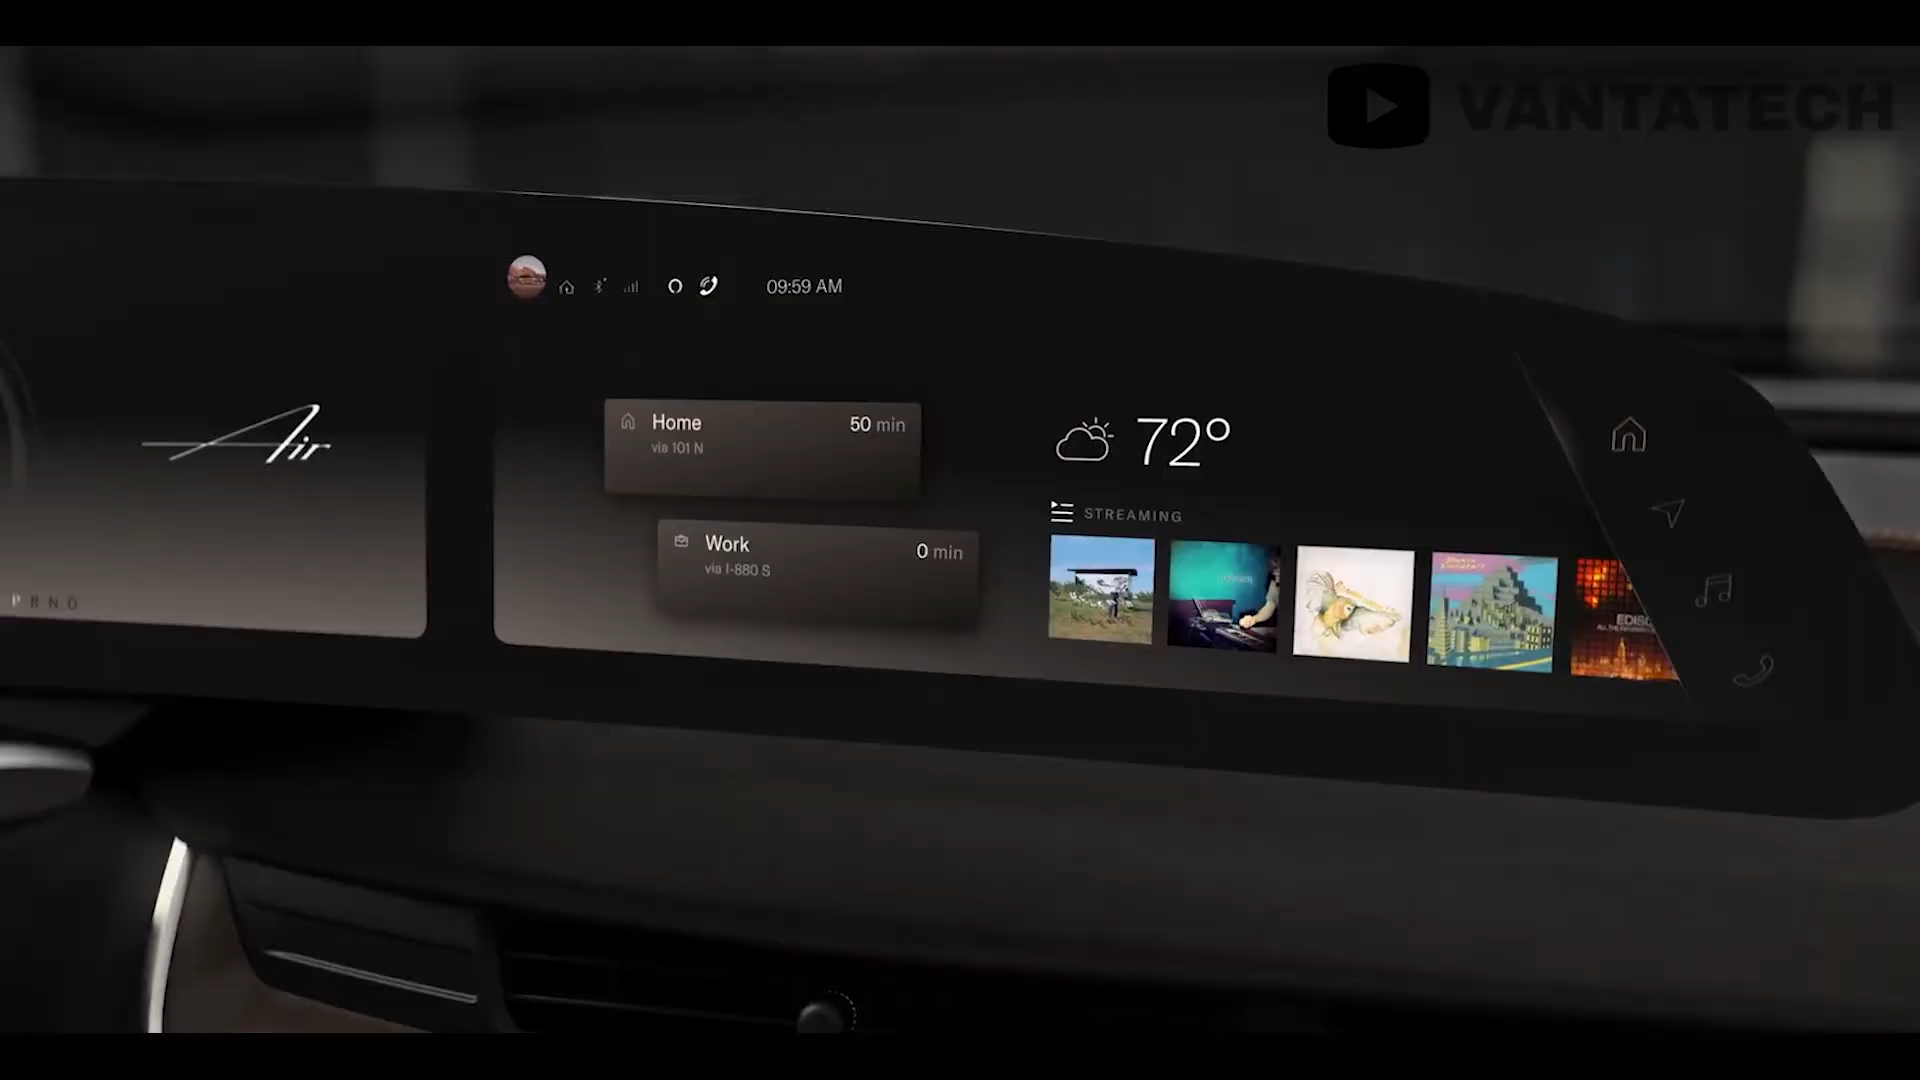 VANTATECH
09:59 AM
Air
Home
50 min
via 101 N
Work
0 min
via I-880 S
72°
STREAMING
P R N D